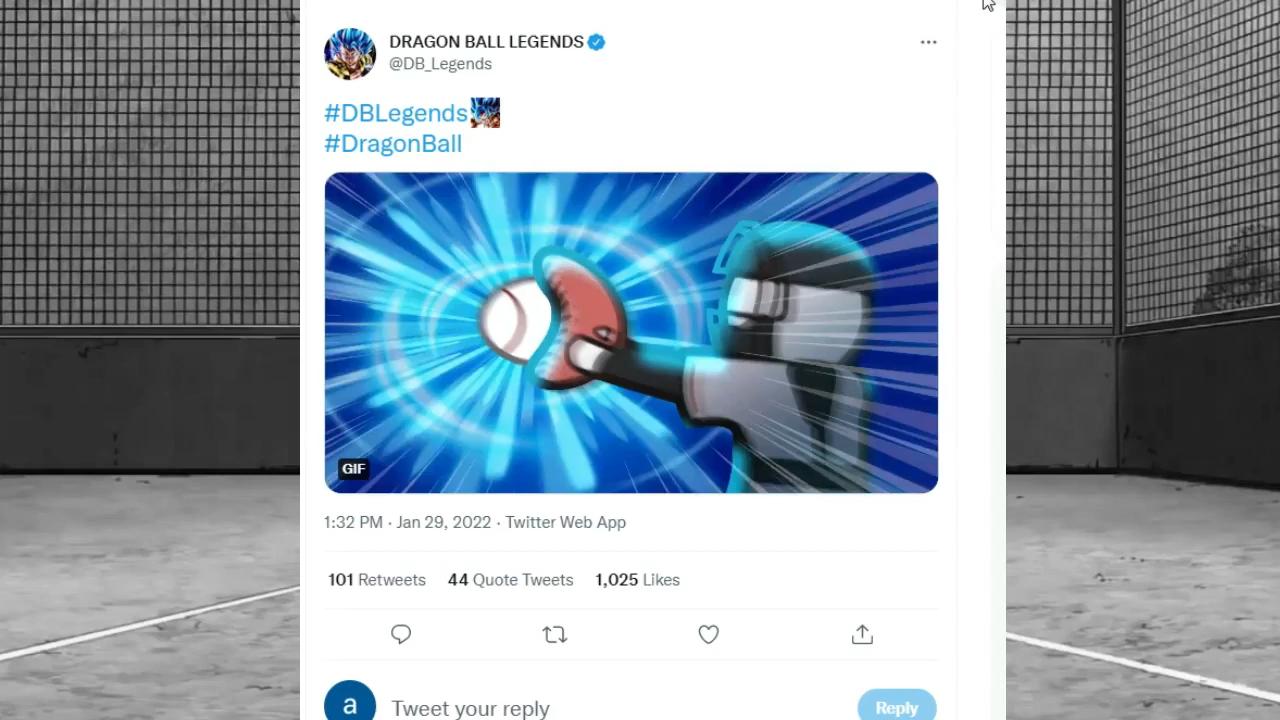 DRAGON BALL LEGENDS
@DB_Legends
#DBLegends
#DragonBall
GIF
1:32 PM · Jan 29, 2022 · Twitter Web App
101 Retweets 44 Quote Tweets 1,025 Likes
a Tweet your reply Reply